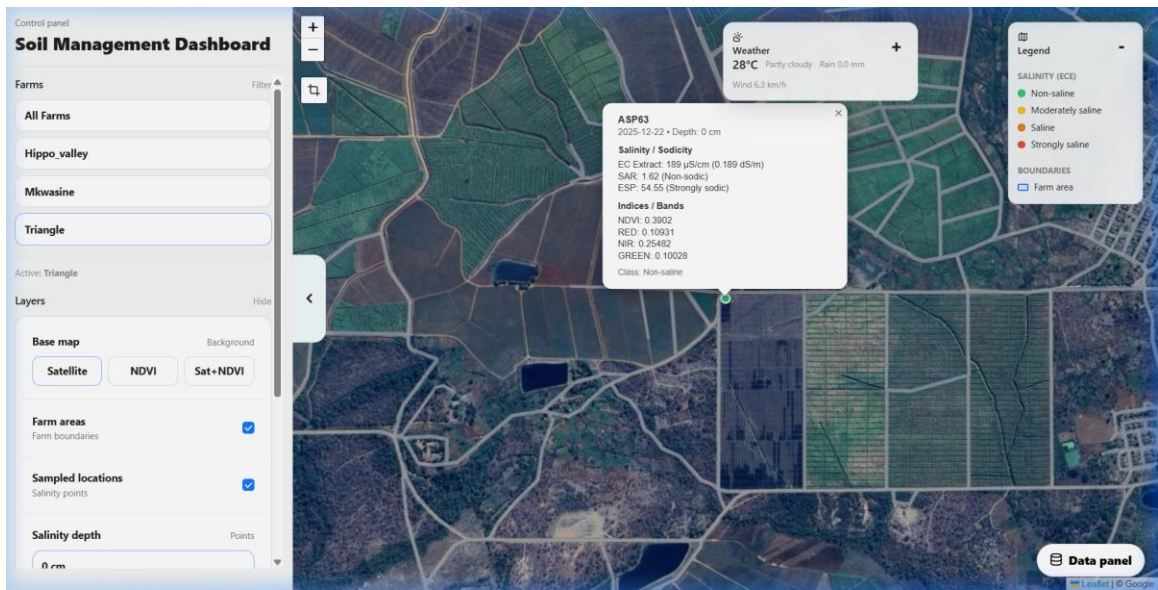 Control panel
Soil Management Dashboard
Farms
Filter
All Farms
Hippo_valley
Mkwasine
Triangle
Active: Triangle
Layers
Hide
Base map
Background
Satellite
NDVI
Sat+NDVI
Farm areas
Farm boundaries
Sampled locations
Salinity points
Salinity depth
Points
0 cm
+
−
Weather
+
28°C Partly cloudy Rain 0.0 mm
Wind 6.3 km/h
ASP63
×
2025-12-22 • Depth: 0 cm
Salinity / Sodicity
EC Extract: 189 µS/cm (0.189 dS/m)
SAR: 1.62 (Non-sodic)
ESP: 54.55 (Strongly sodic)
Indices / Bands
NDVI: 0.3902
RED: 0.10931
NIR: 0.25482
GREEN: 0.10028
Class: Non-saline
Legend
-
SALINITY (ECE)
Non-saline
Moderately saline
Saline
Strongly saline
BOUNDARIES
Farm area
Data panel
Leaflet | © Google